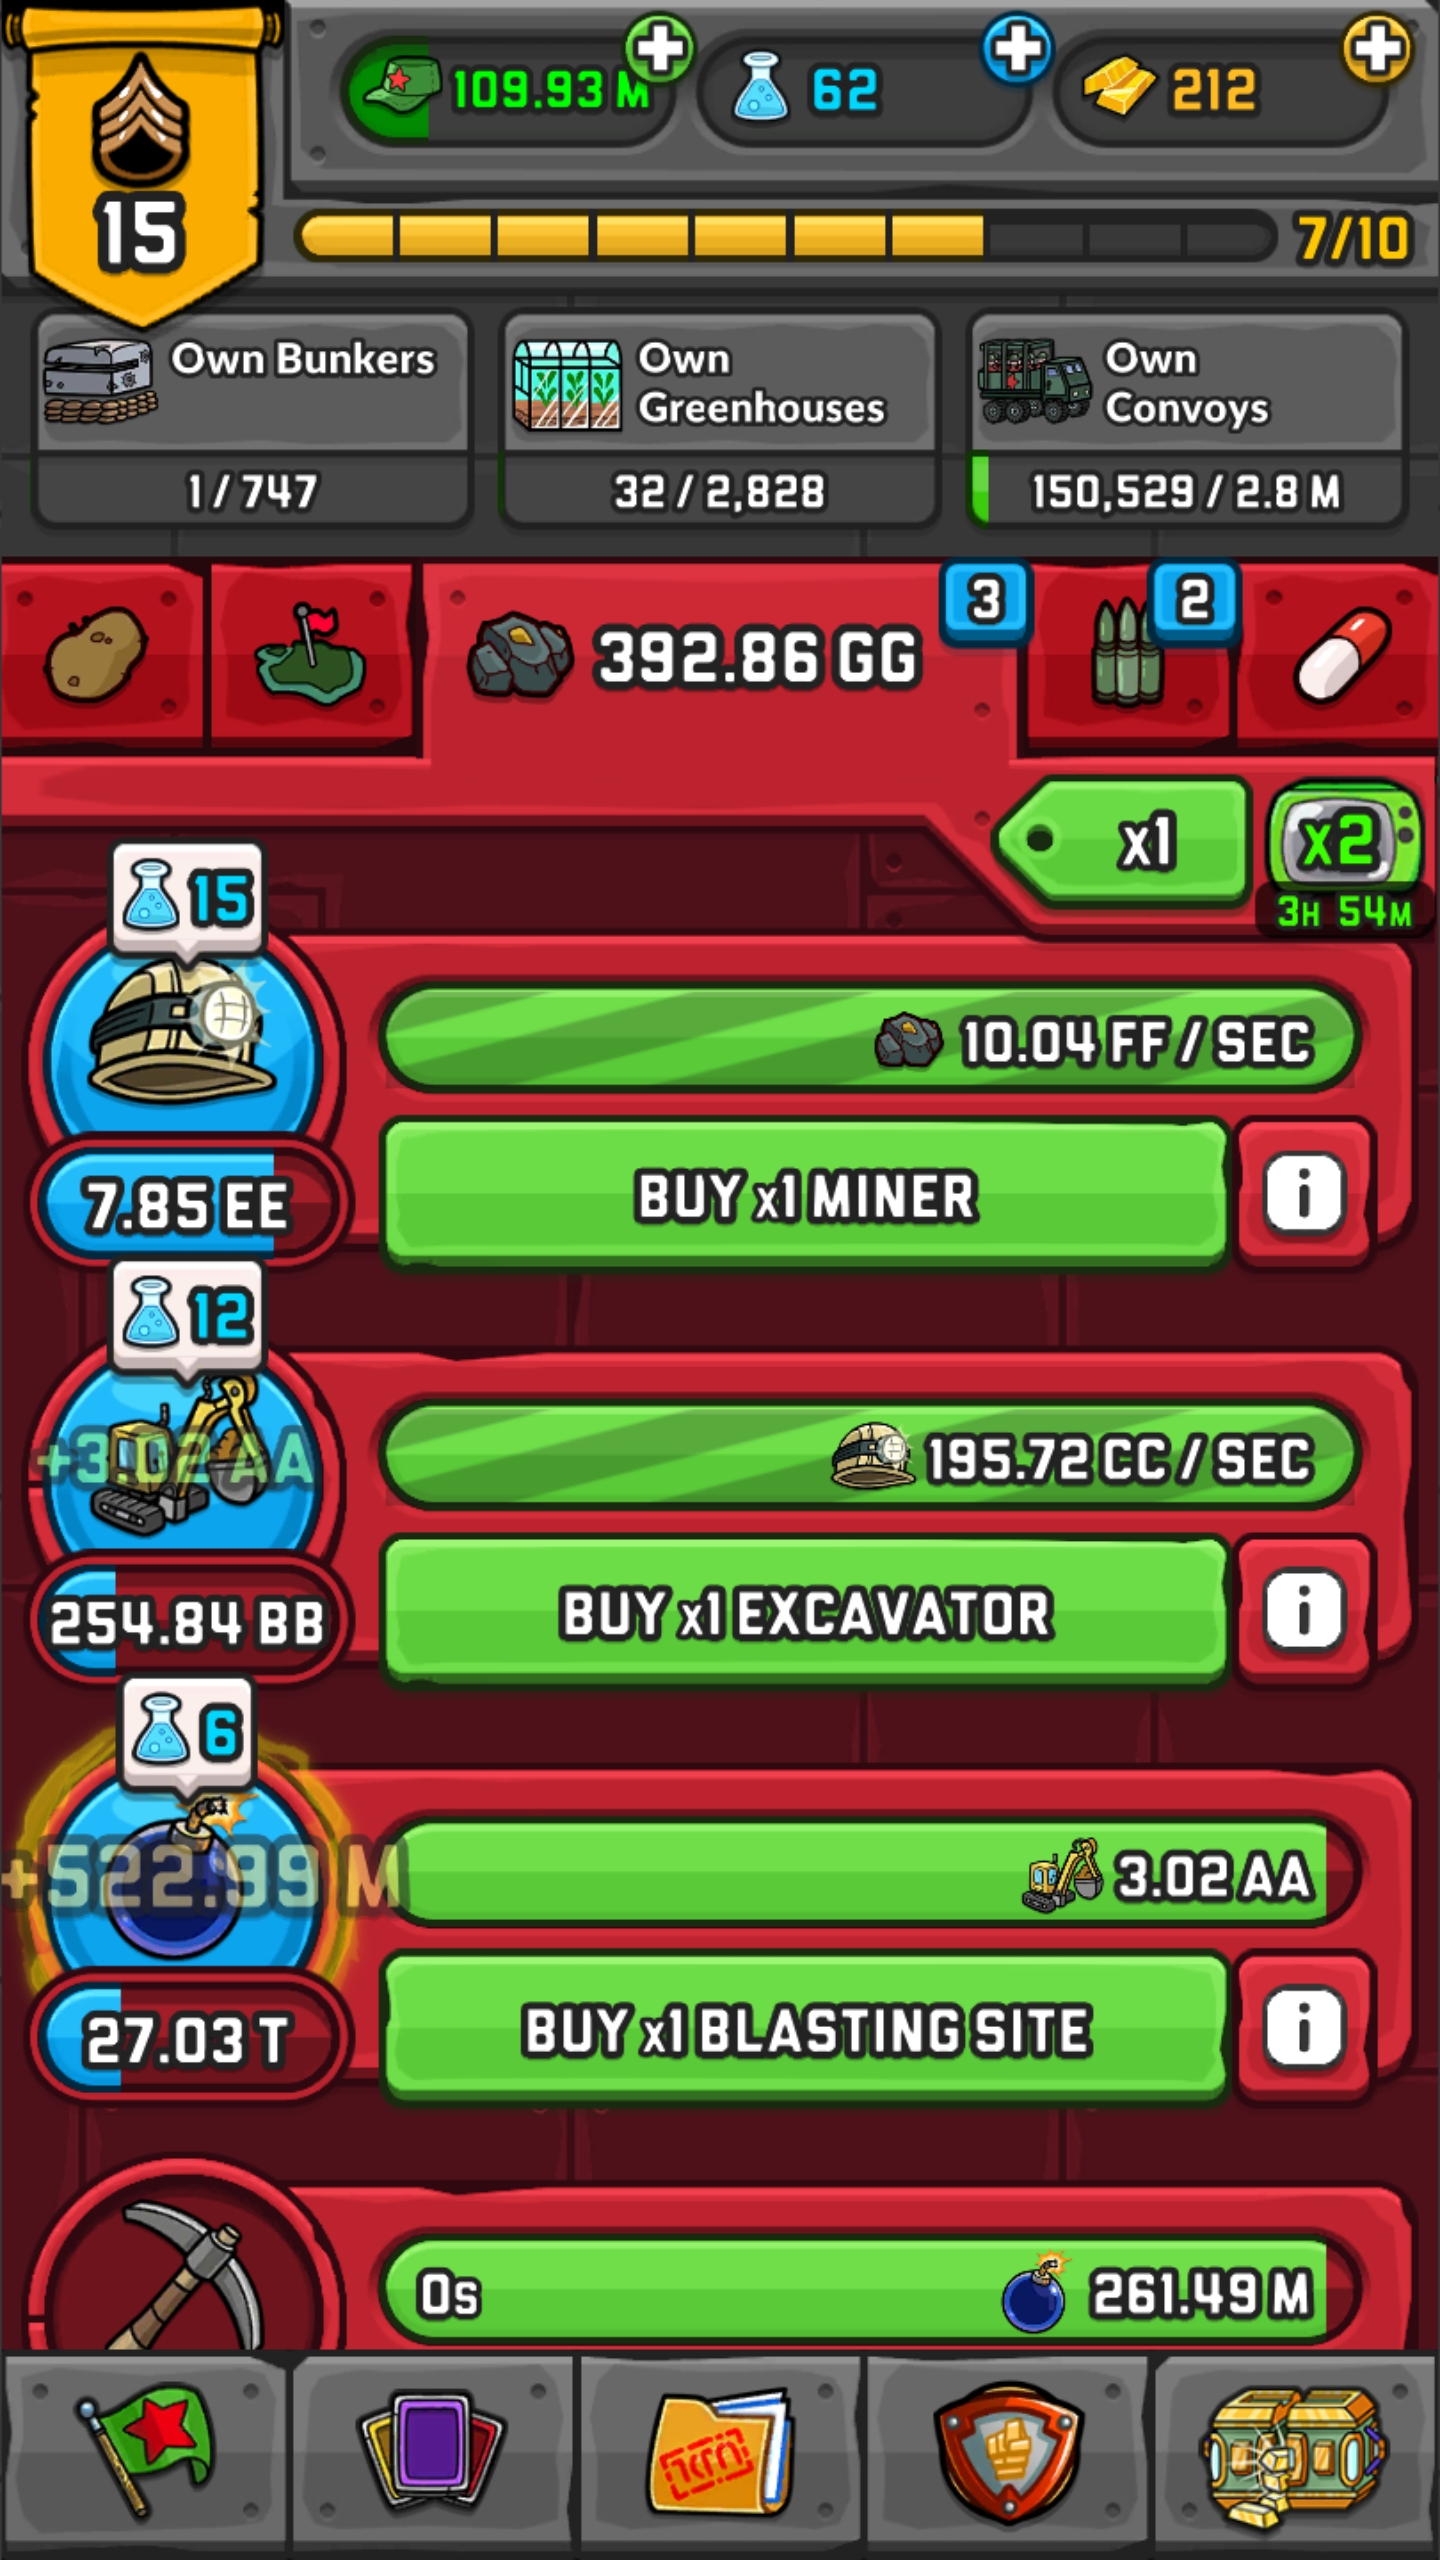 109.93 M
62
212
15
7/10
Own Bunkers
1 / 747
Own
Greenhouses
32 / 2,828
Own
Convoys
150,529 / 2.8 M
392.86 GG
3
2
x1
x2
3H 54M
15
10.04 FF / SEC
7.85 EE
BUY x1 MINER
i
12
+3.02 AA
195.72 CC / SEC
254.84 BB
BUY x1 EXCAVATOR
i
6
+522.99 M
3.02 AA
27.03 T
BUY x1 BLASTING SITE
i
0s
261.49 M